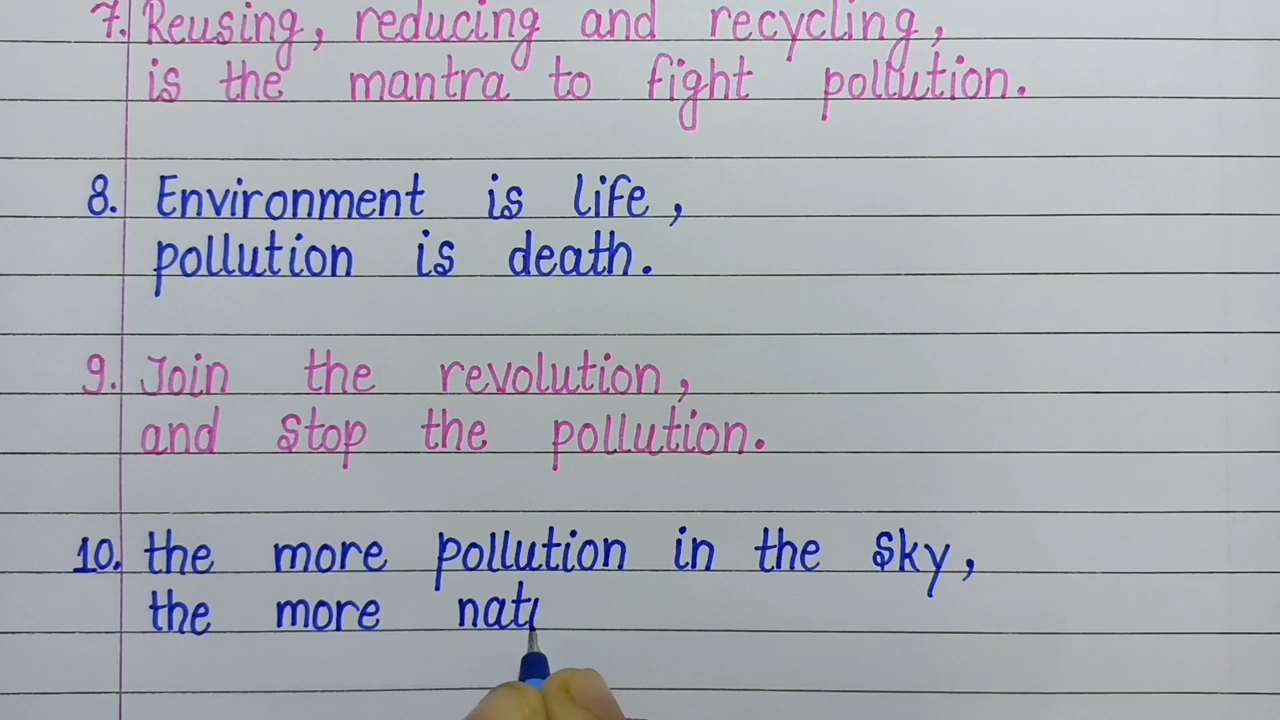 7. Reusing, reducing and recycling,
is the mantra to fight pollution.
8. Environment is life,
pollution is death.
9. Join the revolution,
and stop the pollution.
10. the more pollution in the sky,
the more